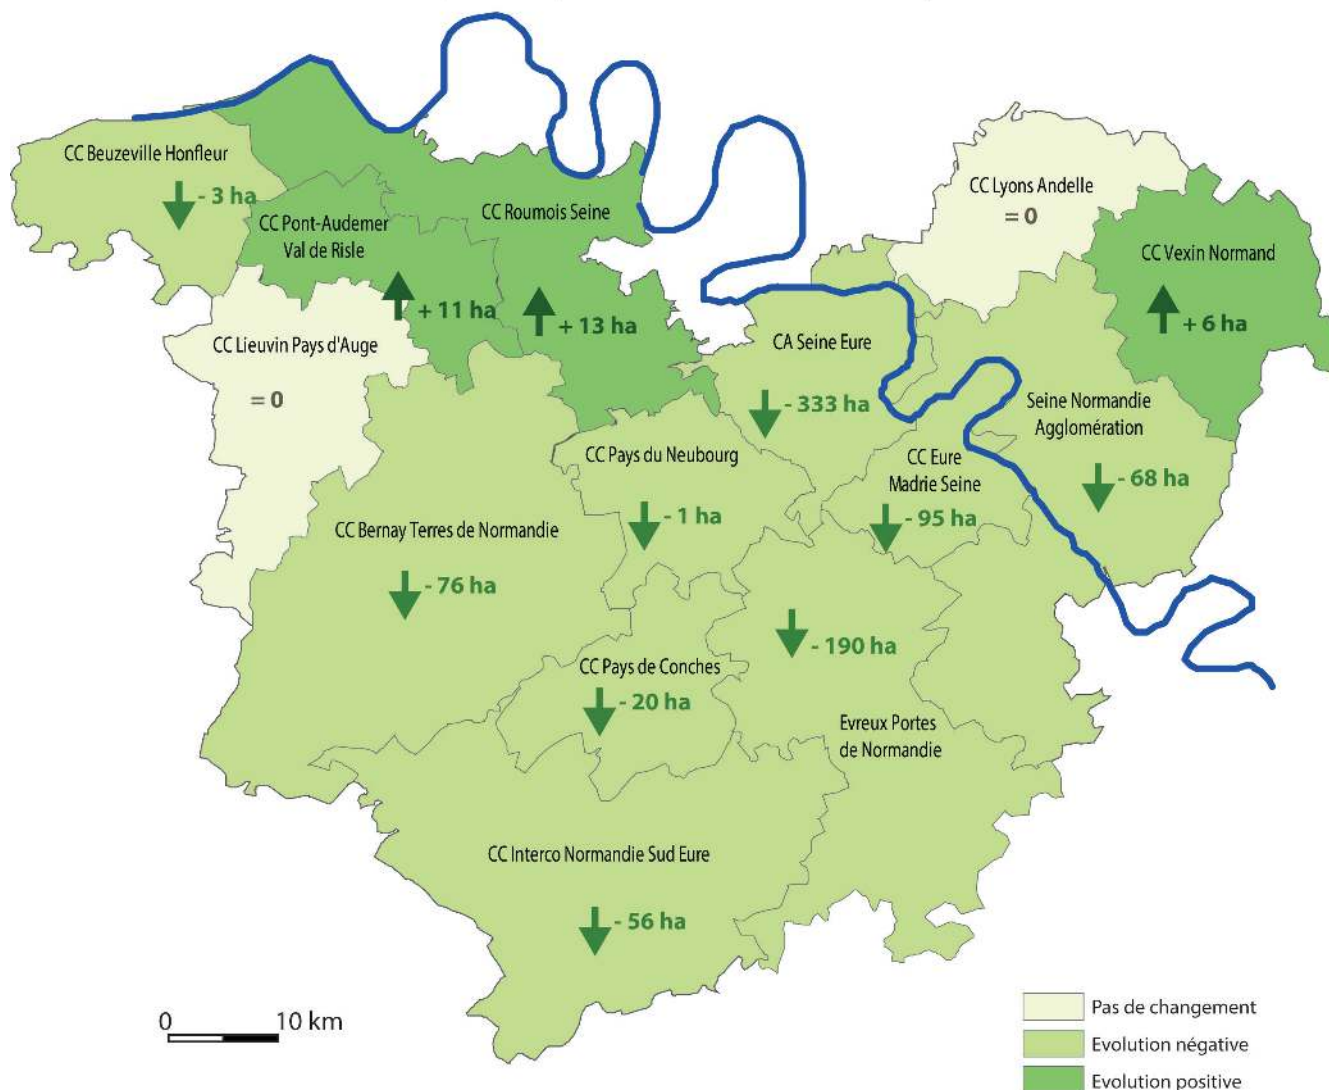 CC Beuzeville Honfleur
- 3 ha
CC Pont-Audemer
Val de Risle
+ 11 ha
CC Roumois Seine
+ 13 ha
CC Lyons Andelle
= 0
CC Vexin Normand
+ 6 ha
CC Lieuvin Pays d'Auge
= 0
CA Seine Eure
- 333 ha
Seine Normandie
Agglomération
- 68 ha
CC Pays du Neubourg
- 1 ha
CC Eure
Madrie Seine
- 95 ha
CC Bernay Terres de Normandie
- 76 ha
CC Pays de Conches
- 20 ha
- 190 ha
Evreux Portes
de Normandie
CC Interco Normandie Sud Eure
- 56 ha
0 10 km
Pas de changement
Evolution négative
Evolution positive